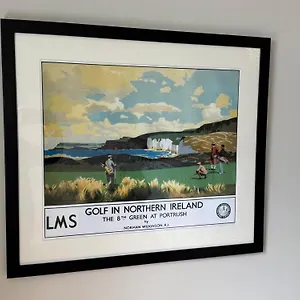 LMS
GOLF IN NORTHERN IRELAND
THE 8TH GREEN AT PORTRUSH
by
NORMAN WILKINSON, R.I.